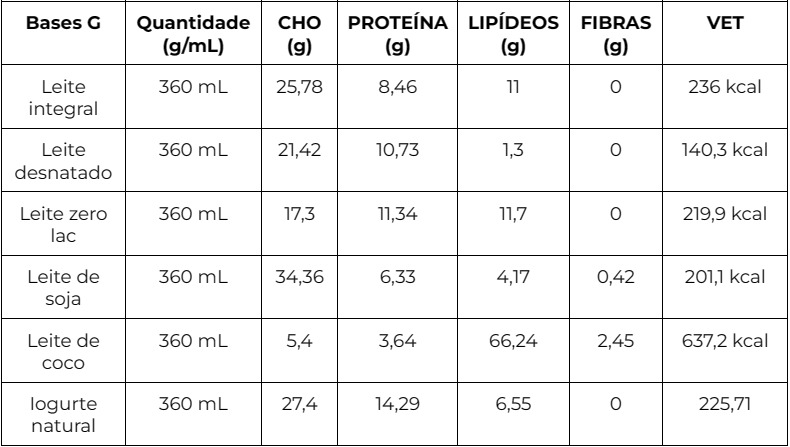 Bases G Quantidade CHO PROTEÍNA LIPÍDEOS FIBRAS VET
(g/mL) (g) (g) (g) (g)
Leite 360 mL 25,78 8,46 11 0 236 kcal
integral
Leite 360 mL 21,42 10,73 1,3 0 140,3 kcal
desnatado
Leite zero 360 mL 17,3 11,34 11,7 0 219,9 kcal
lac
Leite de 360 mL 34,36 6,33 4,17 0,42 201,1 kcal
soja
Leite de 360 mL 5,4 3,64 66,24 2,45 637,2 kcal
coco
Iogurte 360 mL 27,4 14,29 6,55 0 225,71
natural